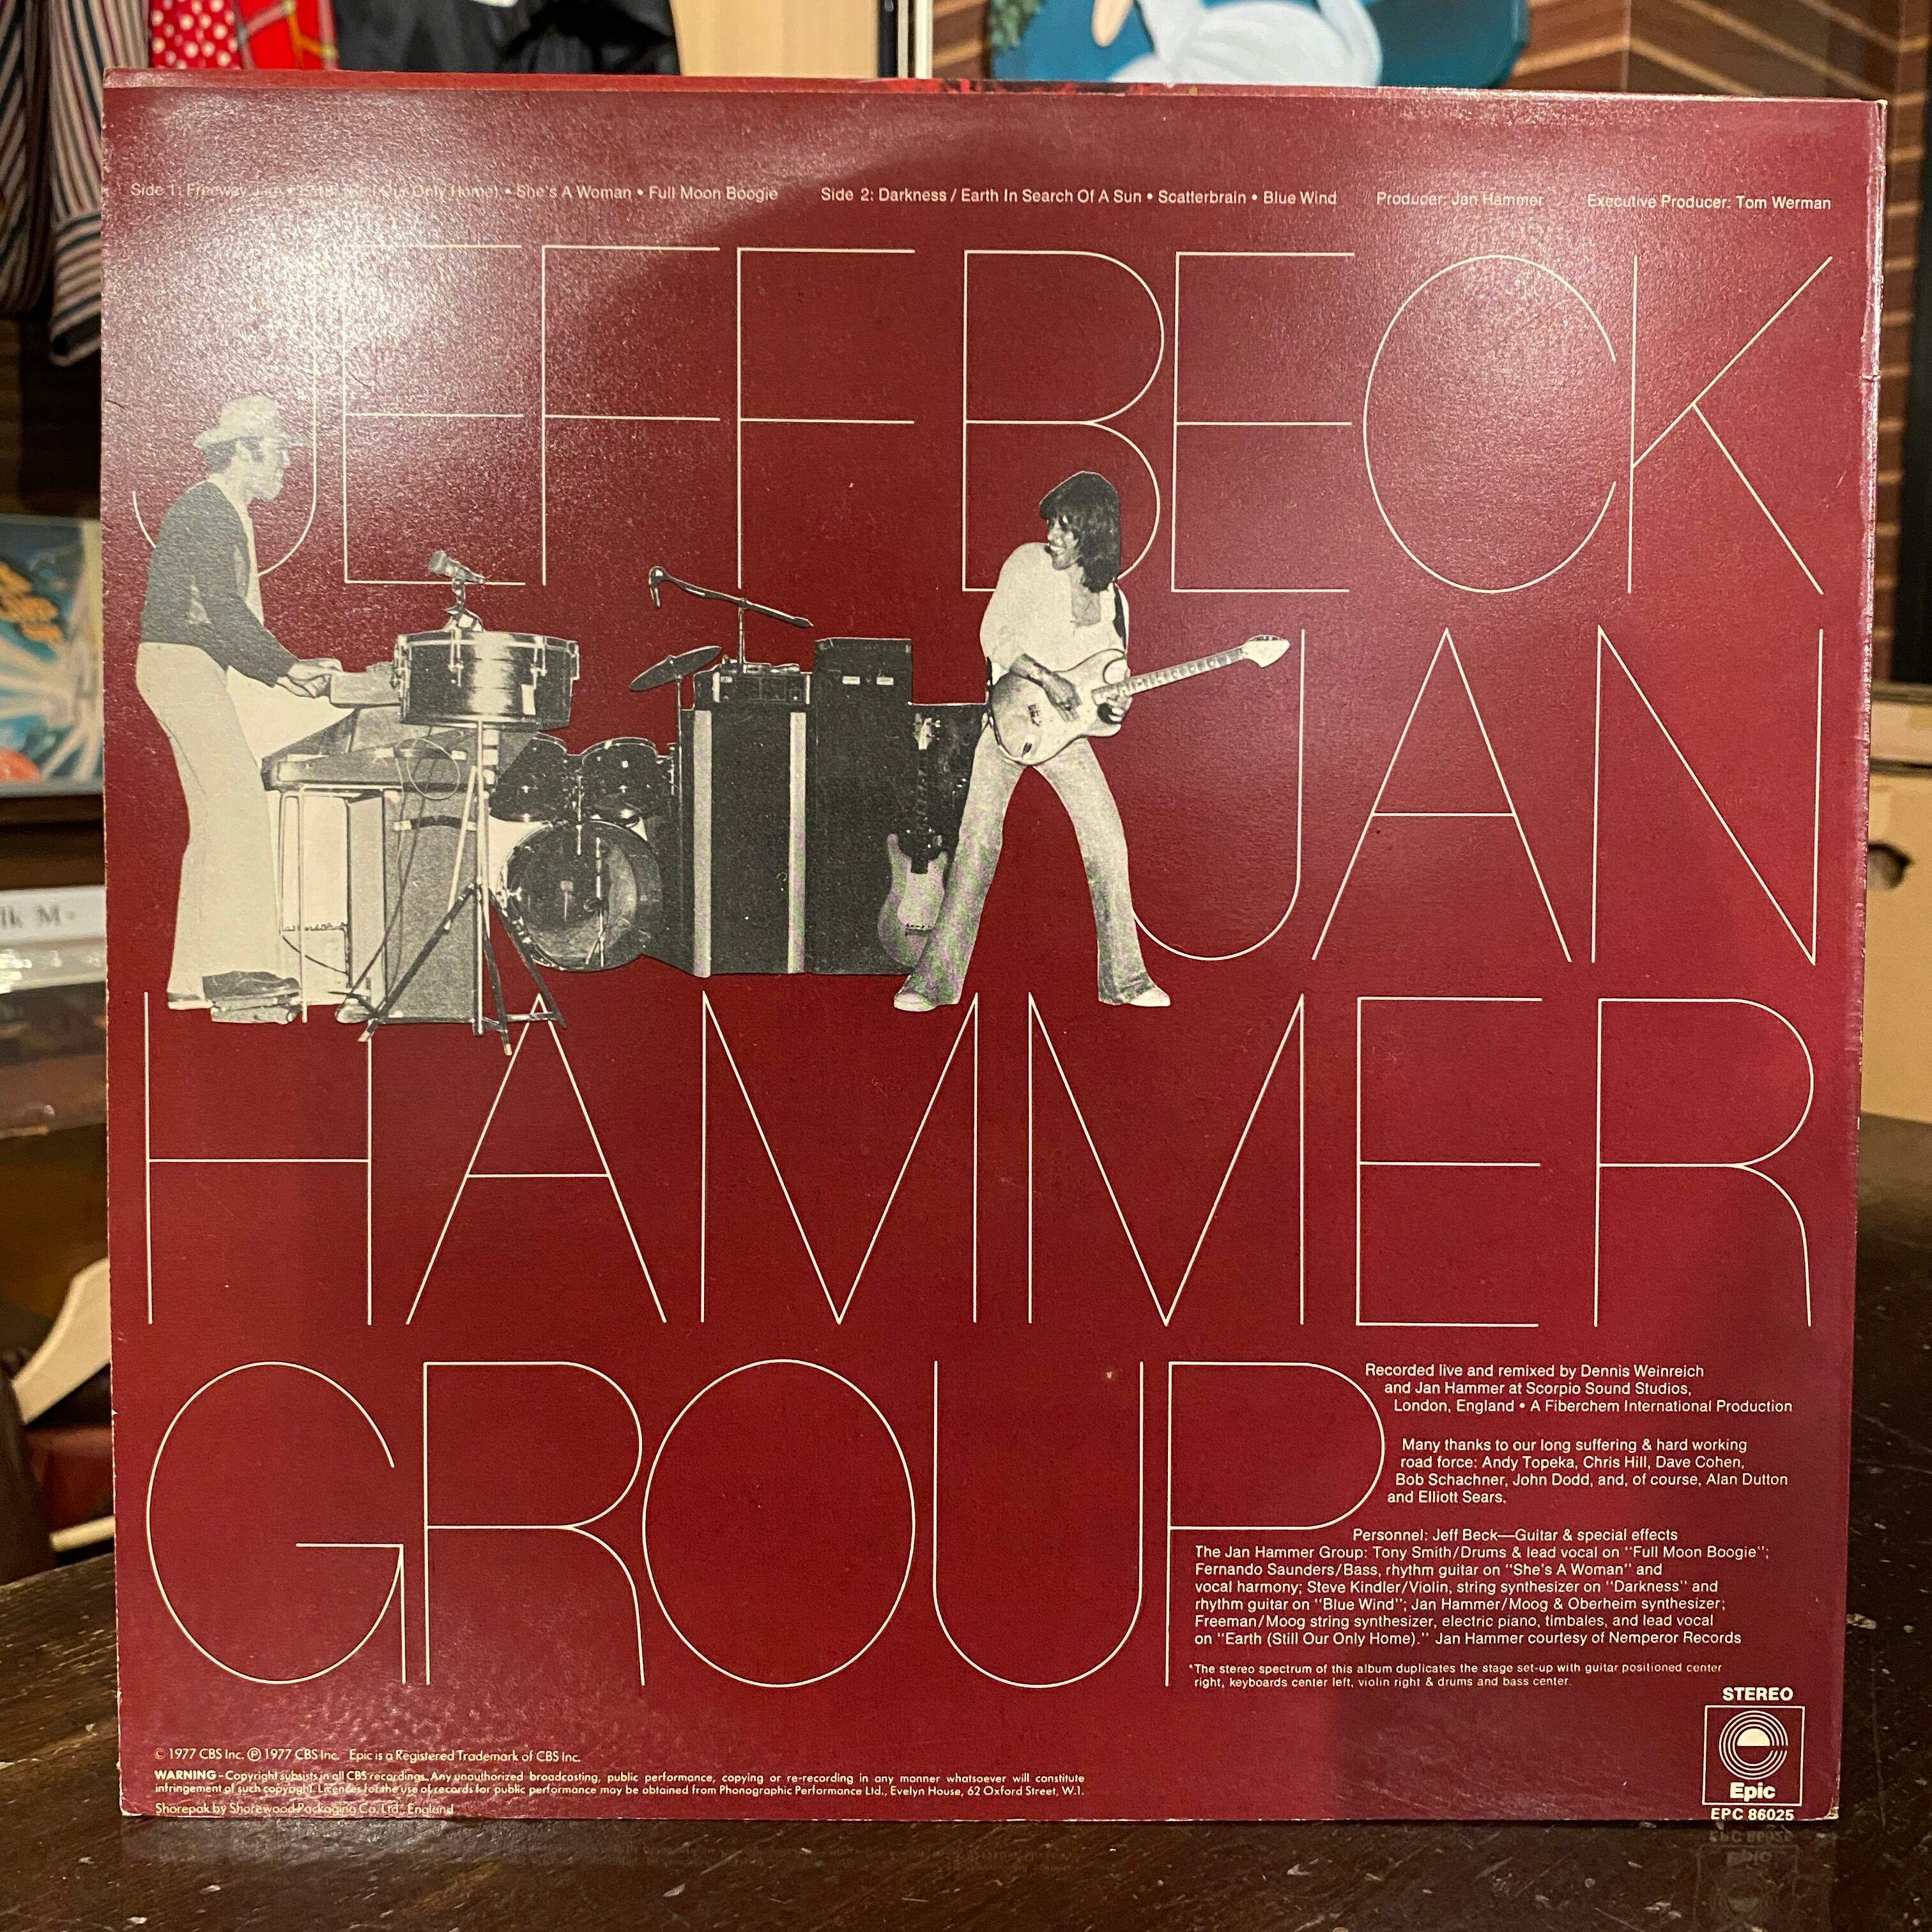 Side 1: Freeway Jam • Earth (Still Our Only Home) • She's A Woman • Full Moon Boogie Side 2: Darkness / Earth In Search Of A Sun • Scatterbrain • Blue Wind Producer: Jan Hammer Executive Producer: Tom Werman
JEFF BECK
JAN
HAMMER
GROUP
Recorded live and remixed by Dennis Weinreich
and Jan Hammer at Scorpio Sound Studios,
London, England • A Fiberchem International Production
Many thanks to our long suffering & hard working
road force: Andy Topeka, Chris Hill, Dave Cohen,
Bob Schachner, John Dodd, and, of course, Alan Dutton
and Elliott Sears.
Personnel: Jeff Beck—Guitar & special effects
The Jan Hammer Group: Tony Smith/Drums & lead vocal on "Full Moon Boogie";
Fernando Saunders/Bass, rhythm guitar on "She's A Woman" and
vocal harmony; Steve Kindler/Violin, string synthesizer on "Darkness" and
rhythm guitar on "Blue Wind"; Jan Hammer/Moog & Oberheim synthesizer;
Freeman/Moog string synthesizer, electric piano, timbales, and lead vocal
on "Earth (Still Our Only Home)." Jan Hammer courtesy of Nemperor Records
*The stereo spectrum of this album duplicates the stage set-up with guitar positioned center
right, keyboards center left, violin right & drums and bass center.
STEREO
Epic
EPC 86025
© 1977 CBS Inc. ℗ 1977 CBS Inc. Epic is a Registered Trademark of CBS Inc.
WARNING – Copyright subsists in all CBS recordings. Any unauthorized broadcasting, public performance, copying or re-recording in any manner whatsoever will constitute
infringement of such copyright. Licences for the use of records for public performance may be obtained from Phonographic Performance Ltd., Evelyn House, 62 Oxford Street, W.1.
Shorepak by Shorewood Packaging Co. Ltd., England